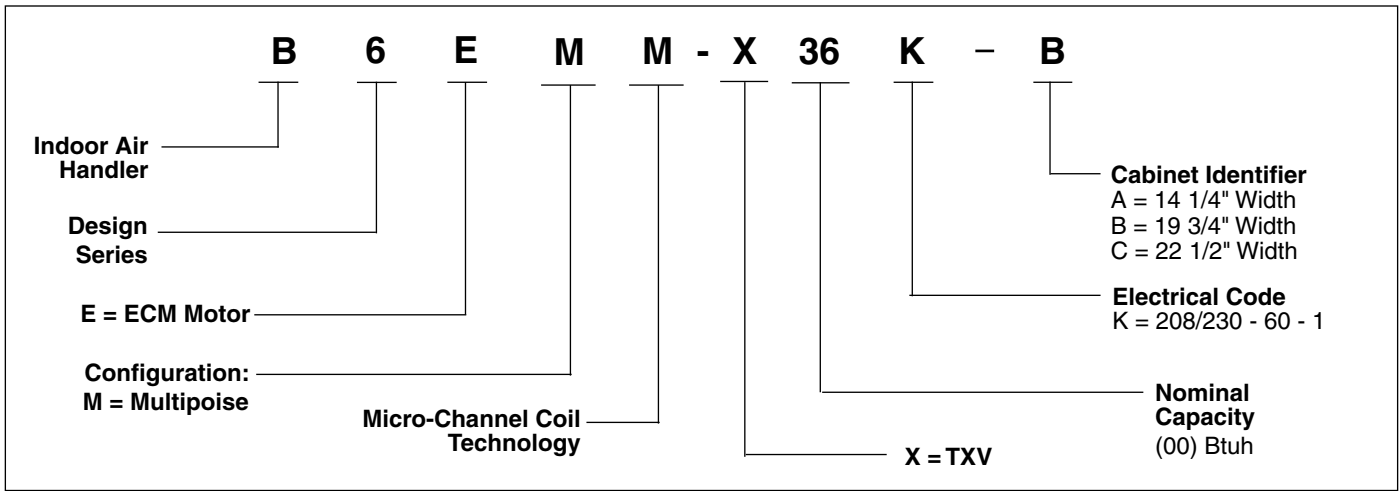 B 6 E M M - X 36 K – B
Indoor Air
Handler
Design
Series
E = ECM Motor
Configuration:
M = Multipoise
Micro-Channel Coil
Technology
X = TXV
Nominal
Capacity
(00) Btuh
Electrical Code
K = 208/230 - 60 - 1
Cabinet Identifier
A = 14 1/4" Width
B = 19 3/4" Width
C = 22 1/2" Width